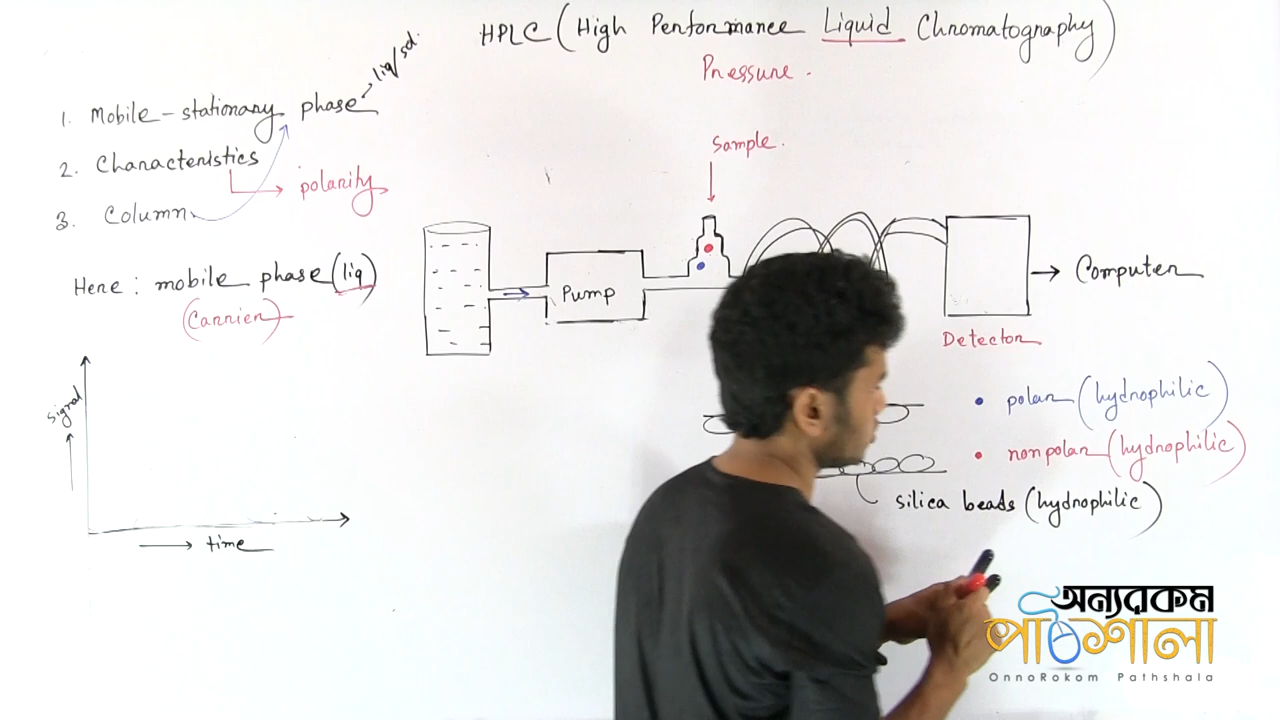 HPLC (High Performance Liquid Chromatography)
Pressure.
1. Mobile - stationary phase → liq/sol.
2. Characteristics
→ polarity
3. Column
Here: mobile phase (liq)
(Carrier)
Sample.
Pump
→ Computer
Detector
• polar (hydrophilic)
• nonpolar (hydrophilic)
silica beads (hydrophilic)
signal
→ time
অন্যরকম
পাঠশালা
OnnoRokom Pathshala